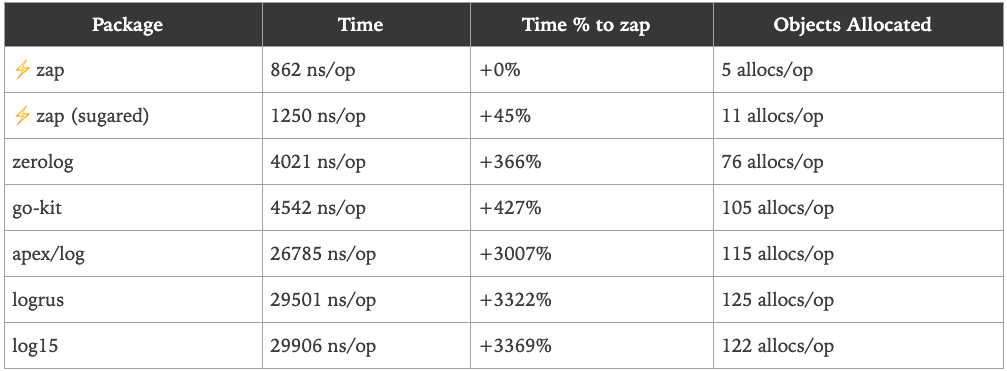 Package Time Time % to zap Objects Allocated
⚡ zap 862 ns/op +0% 5 allocs/op
⚡ zap (sugared) 1250 ns/op +45% 11 allocs/op
zerolog 4021 ns/op +366% 76 allocs/op
go-kit 4542 ns/op +427% 105 allocs/op
apex/log 26785 ns/op +3007% 115 allocs/op
logrus 29501 ns/op +3322% 125 allocs/op
log15 29906 ns/op +3369% 122 allocs/op